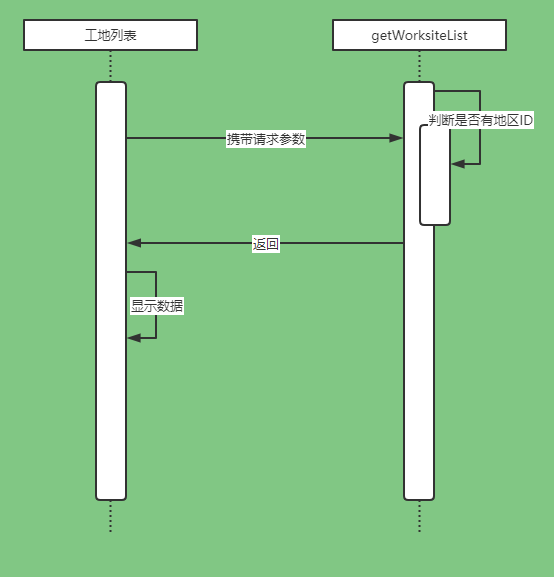 工地列表
getWorksiteList
判断是否有地区ID
携带请求参数
返回
显示数据